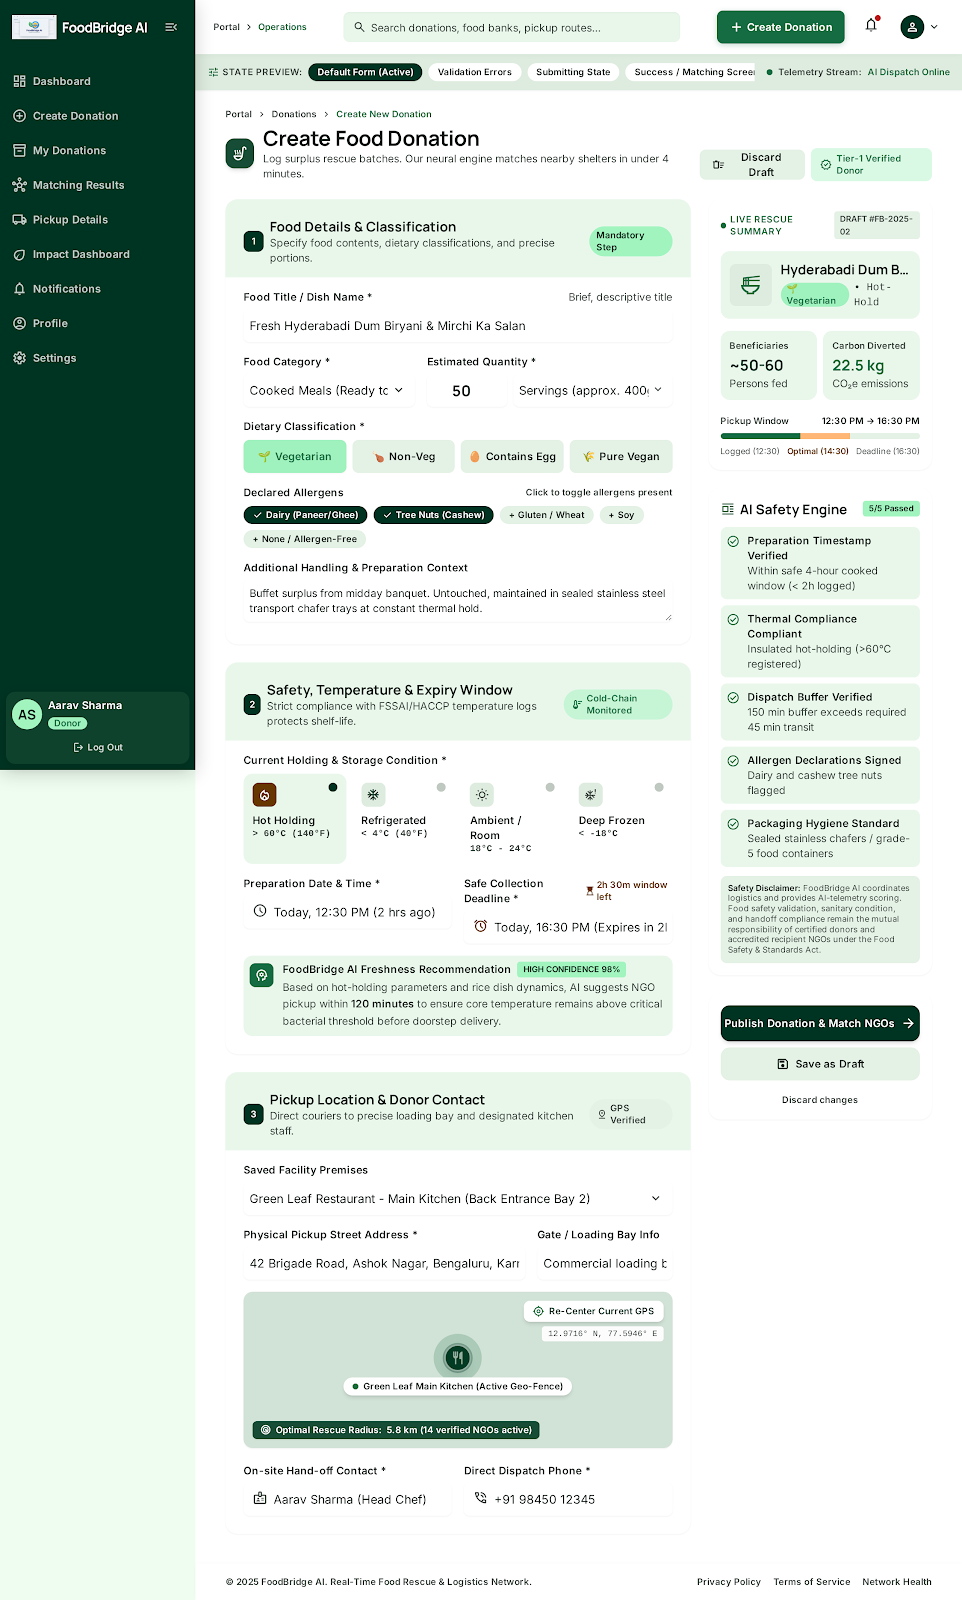 FoodBridge AI
Dashboard
Create Donation
My Donations
Matching Results
Pickup Details
Impact Dashboard
Notifications
Profile
Settings
AS
Aarav Sharma
Donor
Log Out
Portal > Operations
Search donations, food banks, pickup routes...
+ Create Donation
STATE PREVIEW:
Default Form (Active)
Validation Errors
Submitting State
Success / Matching Screen
Telemetry Stream: AI Dispatch Online
Portal > Donations > Create New Donation
Create Food Donation
Log surplus rescue batches. Our neural engine matches nearby shelters in under 4
minutes.
Discard
Draft
Tier-1 Verified
Donor
1
Food Details & Classification
Specify food contents, dietary classifications, and precise
portions.
Mandatory
Step
Food Title / Dish Name *
Brief, descriptive title
Fresh Hyderabadi Dum Biryani & Mirchi Ka Salan
Food Category *
Estimated Quantity *
Cooked Meals (Ready to
50
Servings (approx. 400g
Dietary Classification *
Vegetarian
Non-Veg
Contains Egg
Pure Vegan
Declared Allergens
Click to toggle allergens present
Dairy (Paneer/Ghee)
Tree Nuts (Cashew)
+ Gluten / Wheat
+ Soy
+ None / Allergen-Free
Additional Handling & Preparation Context
Buffet surplus from midday banquet. Untouched, maintained in sealed stainless steel
transport chafer trays at constant thermal hold.
2
Safety, Temperature & Expiry Window
Strict compliance with FSSAI/HACCP temperature logs
protects shelf-life.
Cold-Chain
Monitored
Current Holding & Storage Condition *
Hot Holding
> 60°C (140°F)
Refrigerated
< 4°C (40°F)
Ambient /
Room
18°C - 24°C
Deep Frozen
< -18°C
Preparation Date & Time *
Today, 12:30 PM (2 hrs ago)
Safe Collection
Deadline *
2h 30m window
left
Today, 16:30 PM (Expires in 2
FoodBridge AI Freshness Recommendation
HIGH CONFIDENCE 98%
Based on hot-holding parameters and rice dish dynamics, AI suggests NGO
pickup within 120 minutes to ensure core temperature remains above critical
bacterial threshold before doorstep delivery.
3
Pickup Location & Donor Contact
Direct couriers to precise loading bay and designated kitchen
staff.
GPS
Verified
Saved Facility Premises
Green Leaf Restaurant - Main Kitchen (Back Entrance Bay 2)
Physical Pickup Street Address *
Gate / Loading Bay Info
42 Brigade Road, Ashok Nagar, Bengaluru, Karn
Commercial loading b
Re-Center Current GPS
12.9716° N, 77.5946° E
Green Leaf Main Kitchen (Active Geo-Fence)
Optimal Rescue Radius: 5.8 km (14 verified NGOs active)
On-site Hand-off Contact *
Direct Dispatch Phone *
Aarav Sharma (Head Chef)
+91 98450 12345
LIVE RESCUE
SUMMARY
DRAFT #FB-2025-
02
Hyderabadi Dum B...
Vegetarian
• Hot-
Hold
Beneficiaries
~50-60
Persons fed
Carbon Diverted
22.5 kg
CO₂e emissions
Pickup Window
12:30 PM → 16:30 PM
Logged (12:30)
Optimal (14:30)
Deadline (16:30)
AI Safety Engine
5/5 Passed
Preparation Timestamp
Verified
Within safe 4-hour cooked
window (< 2h logged)
Thermal Compliance
Compliant
Insulated hot-holding (>60°C
registered)
Dispatch Buffer Verified
150 min buffer exceeds required
45 min transit
Allergen Declarations Signed
Dairy and cashew tree nuts
flagged
Packaging Hygiene Standard
Sealed stainless chafers / grade-
5 food containers
Safety Disclaimer: FoodBridge AI coordinates
logistics and provides AI-telemetry scoring.
Food safety validation, sanitary condition,
and handoff compliance remain the mutual
responsibility of certified donors and
accredited recipient NGOs under the Food
Safety & Standards Act.
Publish Donation & Match NGOs →
Save as Draft
Discard changes
© 2025 FoodBridge AI. Real-Time Food Rescue & Logistics Network.
Privacy Policy
Terms of Service
Network Health